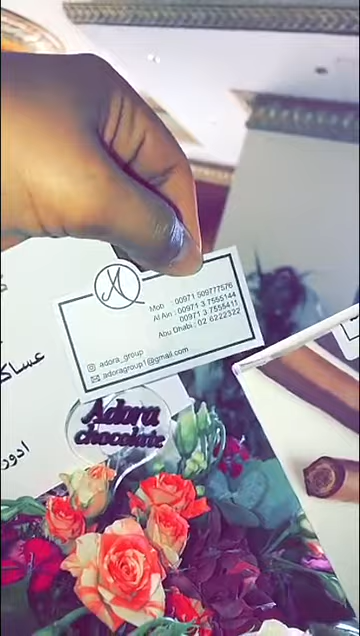 Mob : 00971 509777576
Al Ain : 00971 3 7555144
00971 3 7555411
Abu Dhabi : 02 6222322
adora_group
adoragroup1@gmail.com
Adora
chocolate